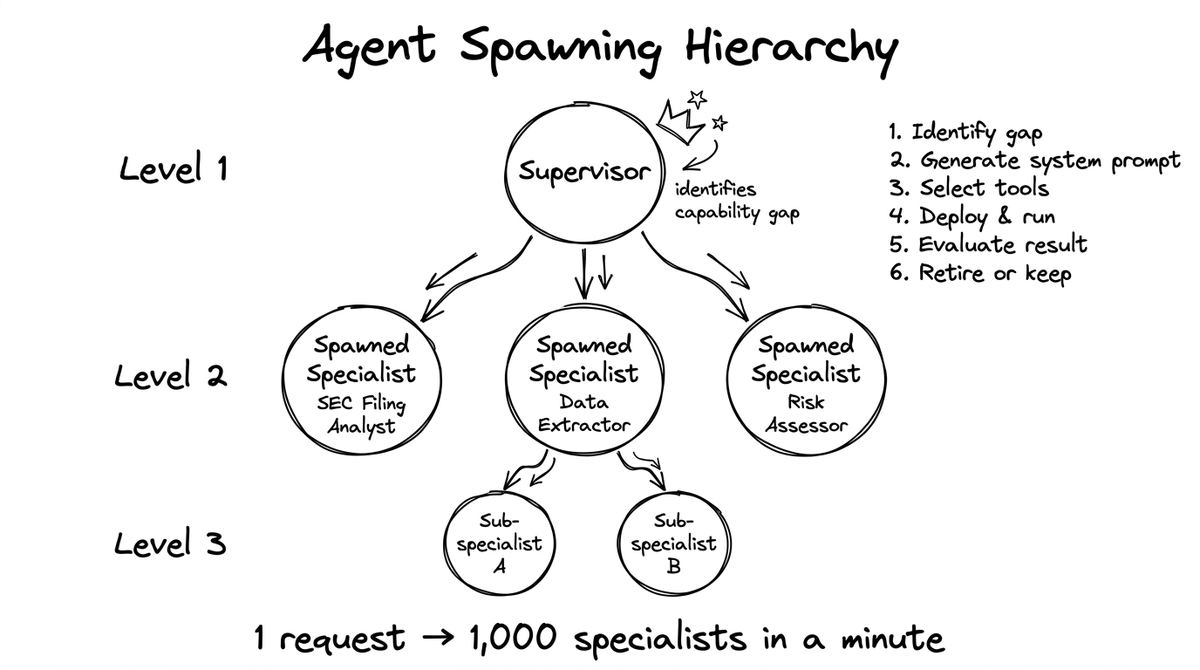 Agent Spawning Hierarchy
Level 1
Supervisor
identifies
capability gap
1. Identify gap
2. Generate system prompt
3. Select tools
4. Deploy & run
5. Evaluate result
6. Retire or keep
Level 2
Spawned
Specialist
SEC Filing
Analyst
Spawned
Specialist
Data
Extractor
Spawned
Specialist
Risk
Assessor
Level 3
Sub-
specialist
A
Sub-
specialist
B
1 request → 1,000 specialists in a minute